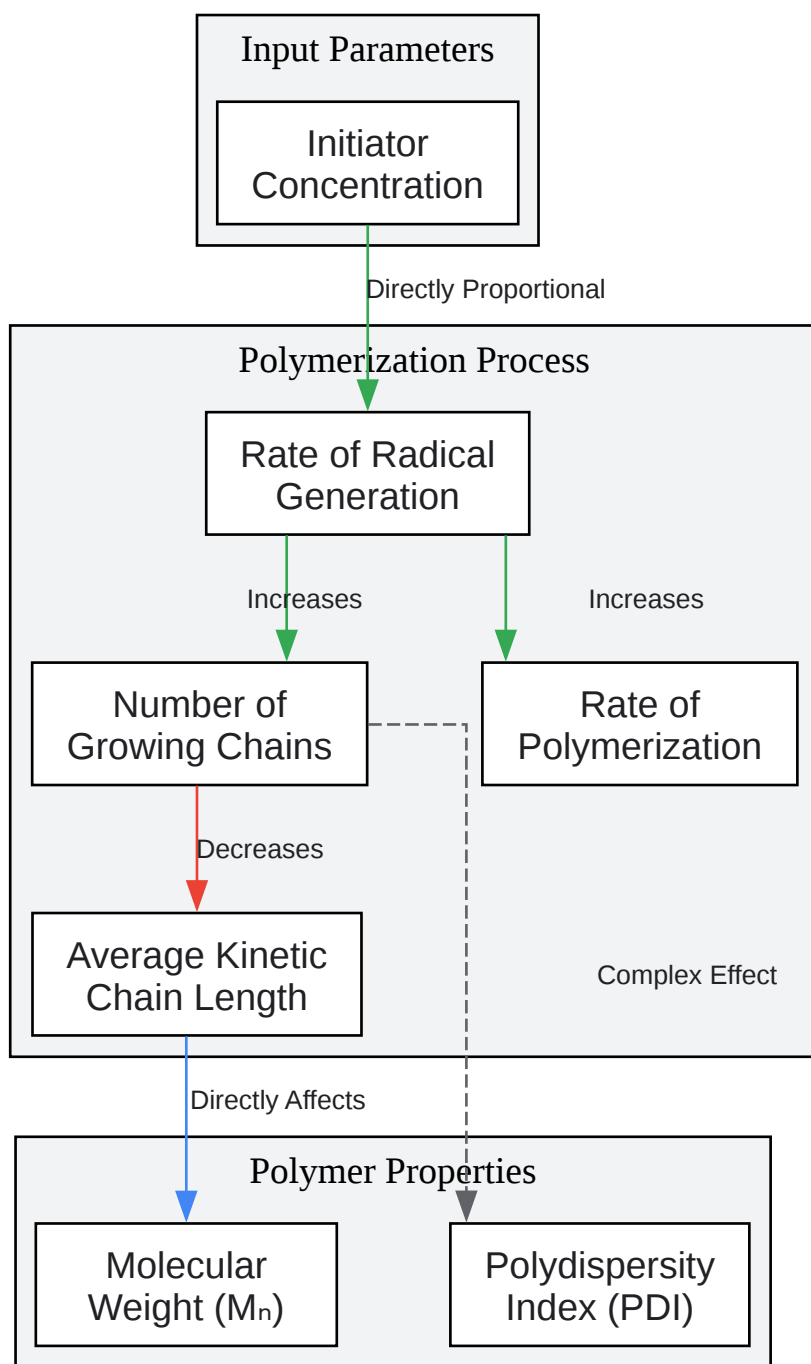 Input Parameters
Initiator
Concentration
Directly Proportional
Polymerization Process
Rate of Radical
Generation
Increases
Increases
Number of
Growing Chains
Rate of
Polymerization
Decreases
Average Kinetic
Chain Length
Complex Effect
Directly Affects
Polymer Properties
Molecular
Weight (Mₙ)
Polydispersity
Index (PDI)